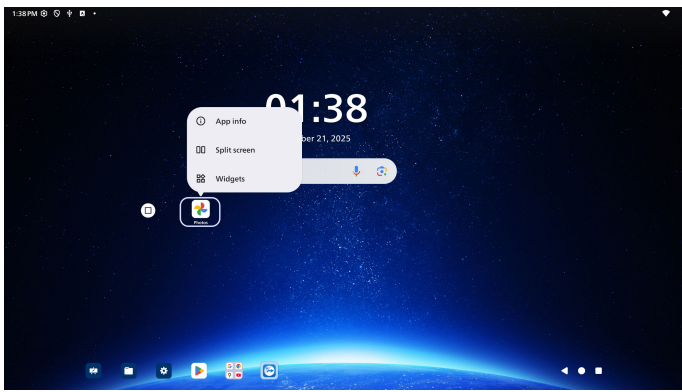 1:38 PM
01:38
ber 21, 2025
App info
Split screen
Widgets
Photos